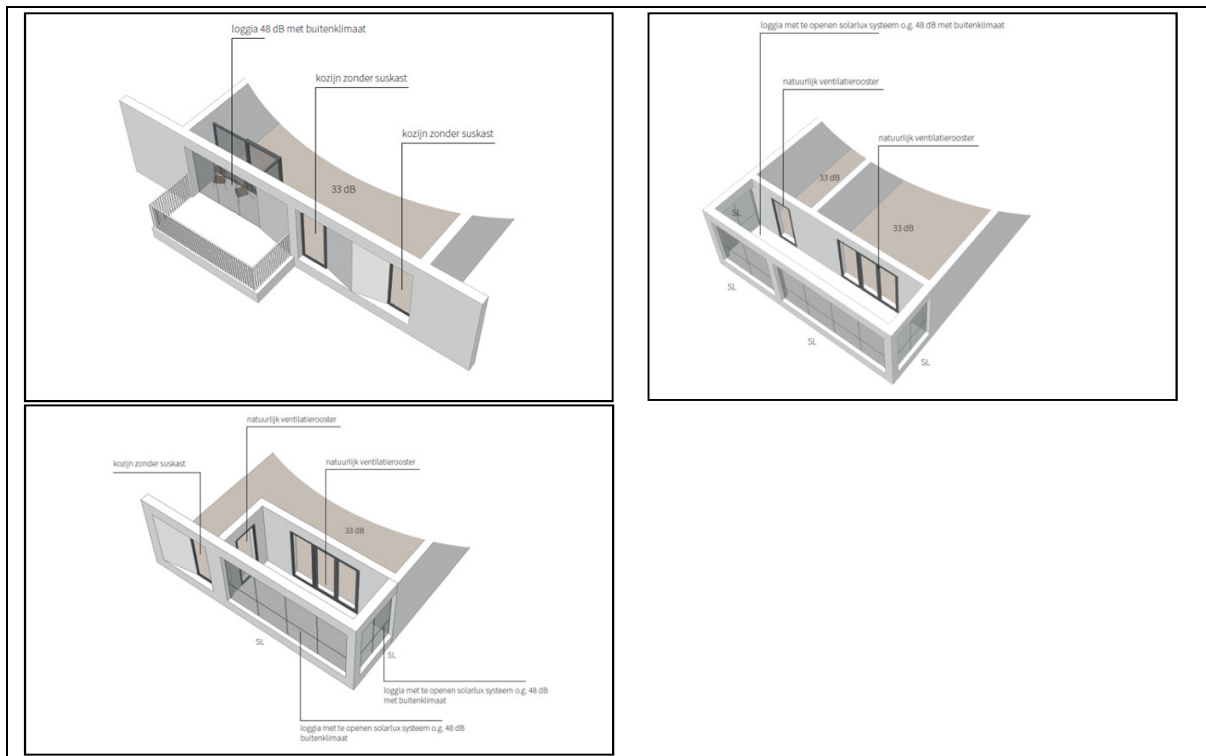 loggia 48 dB met buitenklimaat
kozijn zonder suskast
kozijn zonder suskast
33 dB
loggia met te openen solarlux systeem o.g. 48 dB met buitenklimaat
natuurlijk ventilatierooster
natuurlijk ventilatierooster
33 dB
33 dB
SL
SL
SL
SL
natuurlijk ventilatierooster
kozijn zonder suskast
natuurlijk ventilatierooster
33 dB
SL
SL
loggia met te openen solarlux systeem o.g. 48 dB
met buitenklimaat
loggia met te openen solarlux systeem o.g. 48 dB
buitenklimaat